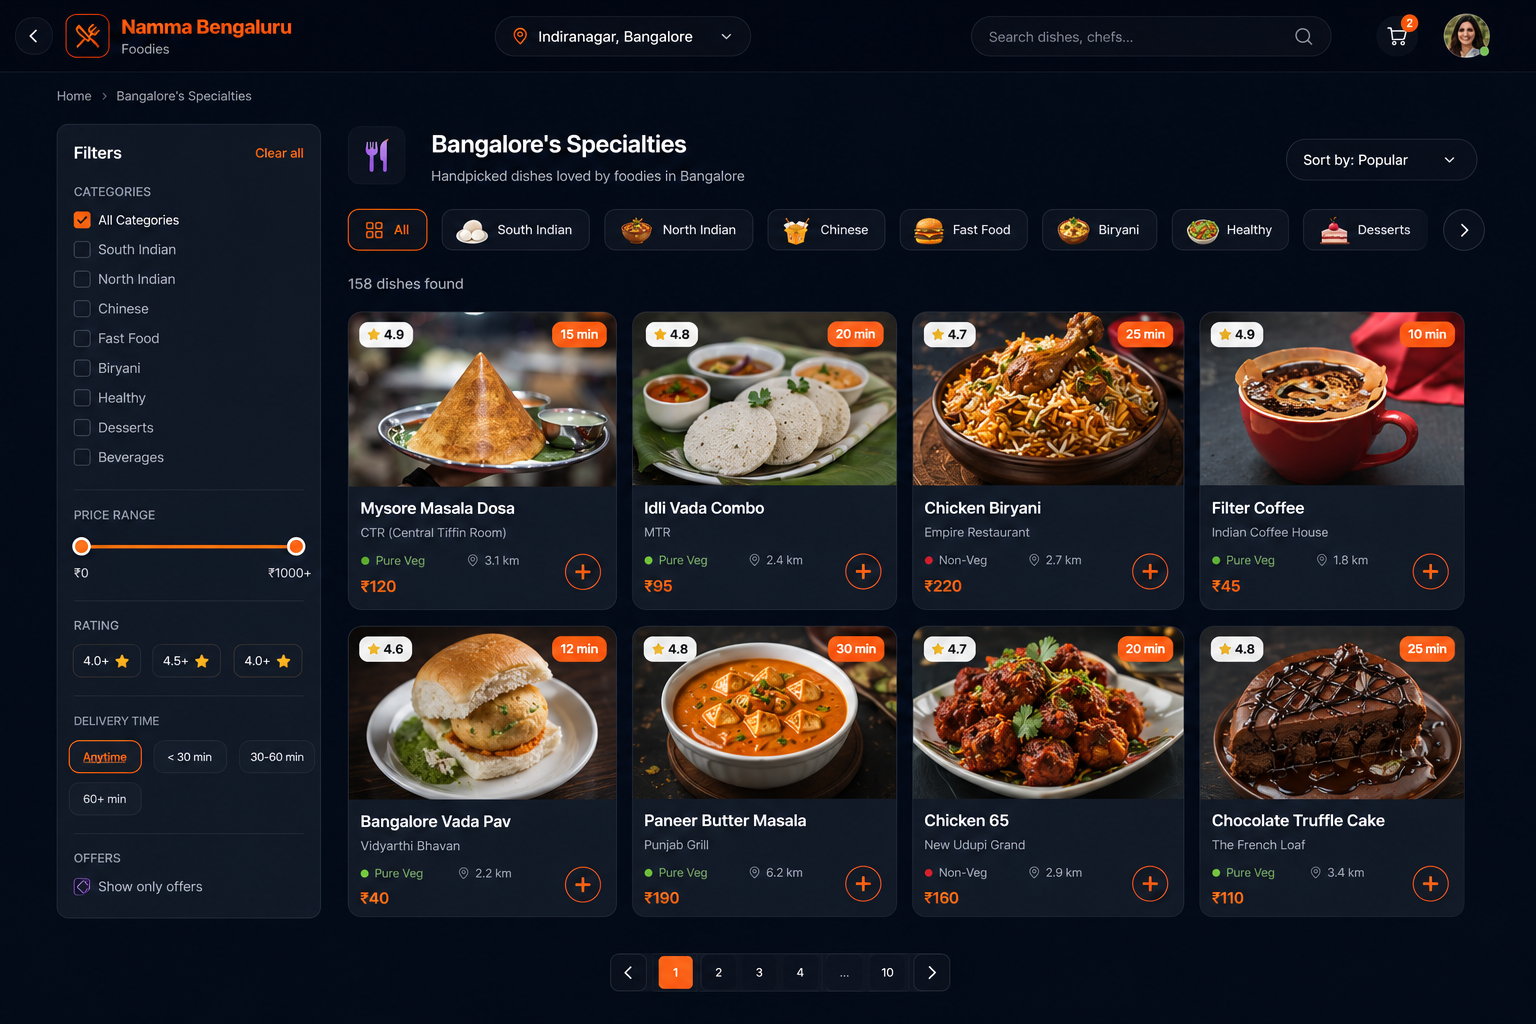 Namma Bengaluru
Foodies
Indiranagar, Bangalore
Search dishes, chefs...
2
Home > Bangalore's Specialties
Filters
Clear all
CATEGORIES
All Categories
South Indian
North Indian
Chinese
Fast Food
Biryani
Healthy
Desserts
Beverages
PRICE RANGE
₹0
₹1000+
RATING
4.0+
4.5+
4.0+
DELIVERY TIME
Anytime
< 30 min
30-60 min
60+ min
OFFERS
Show only offers
Bangalore's Specialties
Handpicked dishes loved by foodies in Bangalore
Sort by: Popular
All
South Indian
North Indian
Chinese
Fast Food
Biryani
Healthy
Desserts
158 dishes found
4.9
15 min
Mysore Masala Dosa
CTR (Central Tiffin Room)
Pure Veg
3.1 km
₹120
4.8
20 min
Idli Vada Combo
MTR
Pure Veg
2.4 km
₹95
4.7
25 min
Chicken Biryani
Empire Restaurant
Non-Veg
2.7 km
₹220
4.9
10 min
Filter Coffee
Indian Coffee House
Pure Veg
1.8 km
₹45
4.6
12 min
Bangalore Vada Pav
Vidyarthi Bhavan
Pure Veg
2.2 km
₹40
4.8
30 min
Paneer Butter Masala
Punjab Grill
Pure Veg
6.2 km
₹190
4.7
20 min
Chicken 65
New Udupi Grand
Non-Veg
2.9 km
₹160
4.8
25 min
Chocolate Truffle Cake
The French Loaf
Pure Veg
3.4 km
₹110
1
2
3
4
...
10